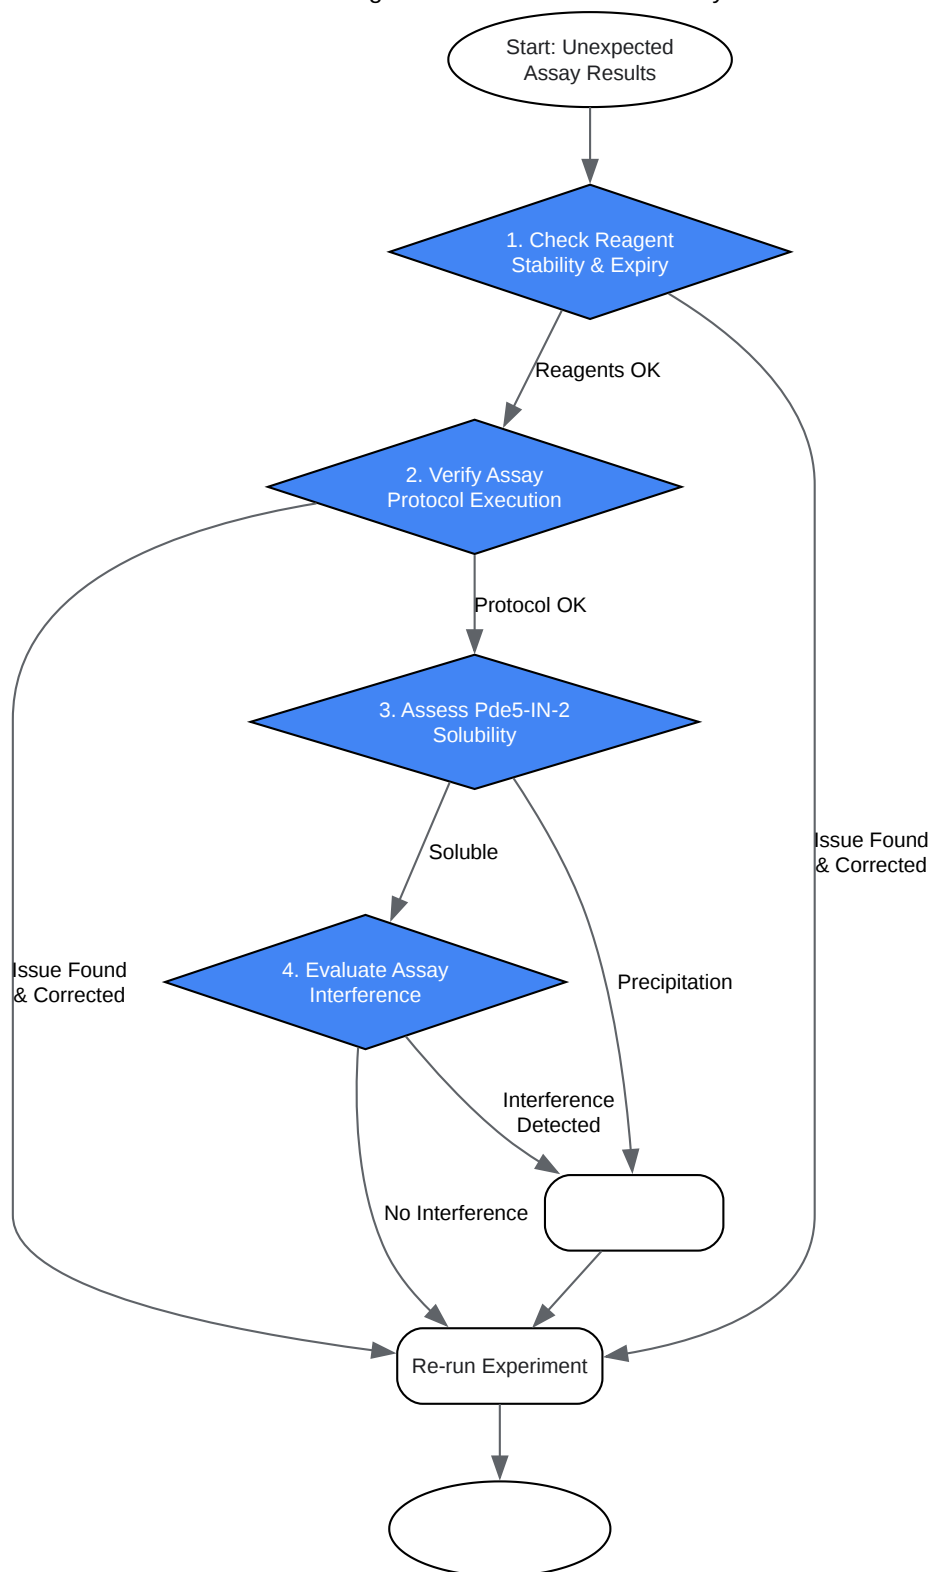 Start: Unexpected
Assay Results
1. Check Reagent
Stability & Expiry
Reagents OK
2. Verify Assay
Protocol Execution
Protocol OK
3. Assess Pde5-IN-2
Solubility
Soluble
Issue Found
& Corrected
4. Evaluate Assay
Interference
Issue Found
& Corrected
Precipitation
Interference
Detected
No Interference
Re-run Experiment